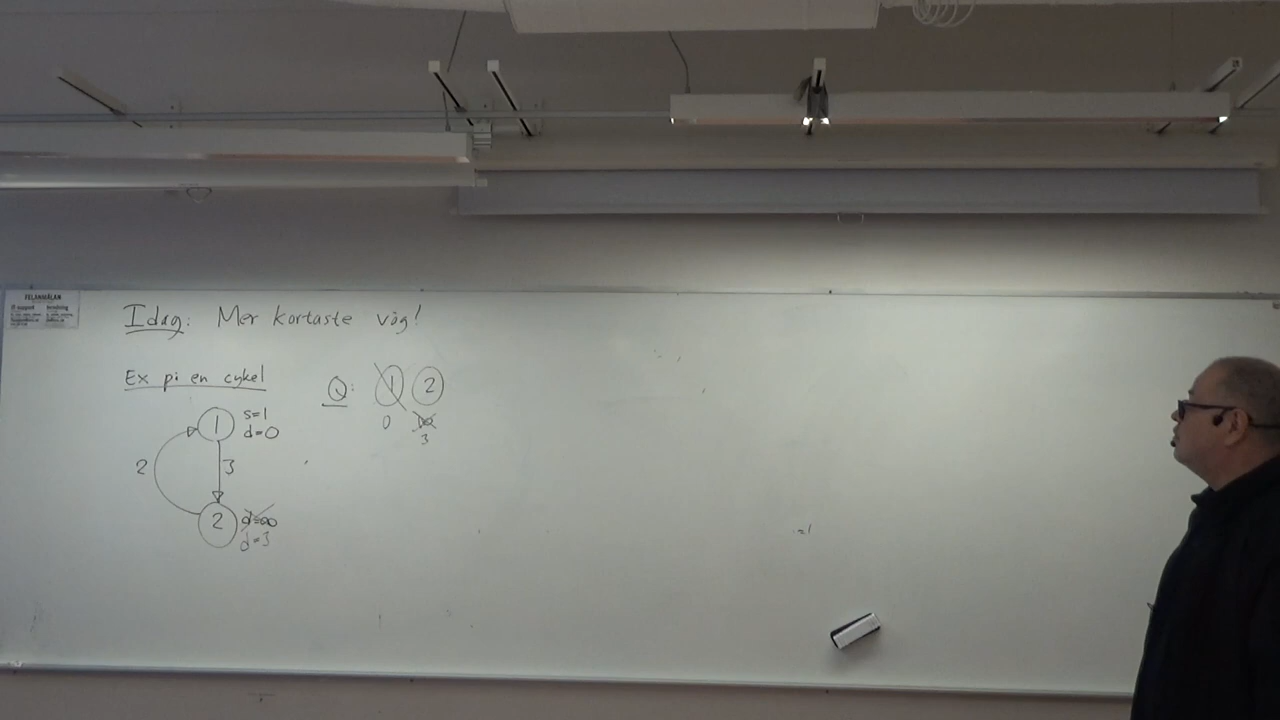 Idag: Mer kortaste väg!
Ex på en cykel
Q: 1 2
0 ∞
3
1 s=1
d=0
2 3
2 d=∞
d=3
FELANMÄLAN